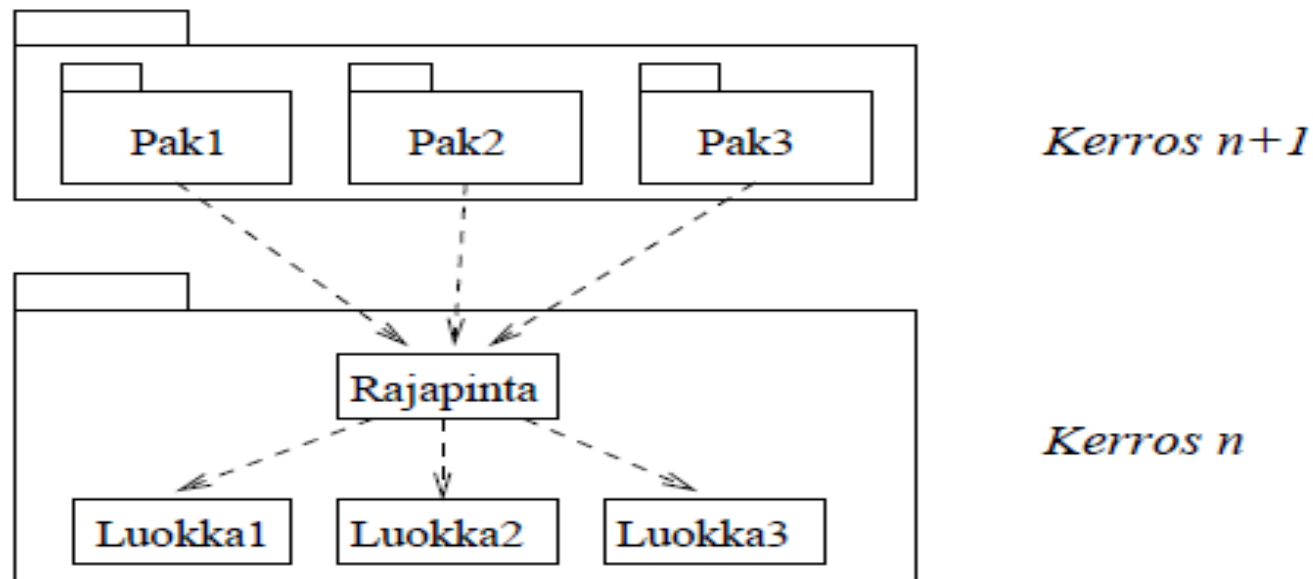 Pak1 Pak2 Pak3 Kerros n+1
Rajapinta
Kerros n
Luokka1 Luokka2 Luokka3